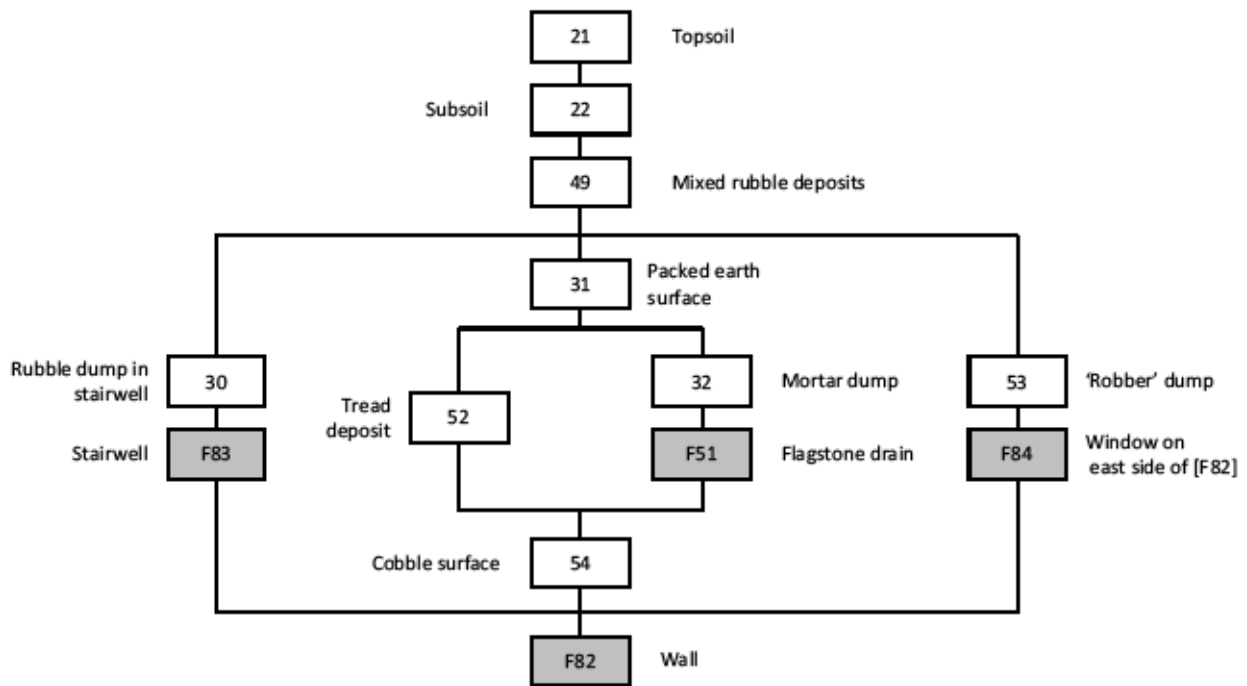 21
Topsoil
Subsoil
22
49
Mixed rubble deposits
31
Packed earth
surface
Rubble dump in
stairwell
30
Tread
deposit
52
32
Mortar dump
53
‘Robber’ dump
Stairwell
F83
F51
Flagstone drain
F84
Window on
east side of [F82]
Cobble surface
54
F82
Wall